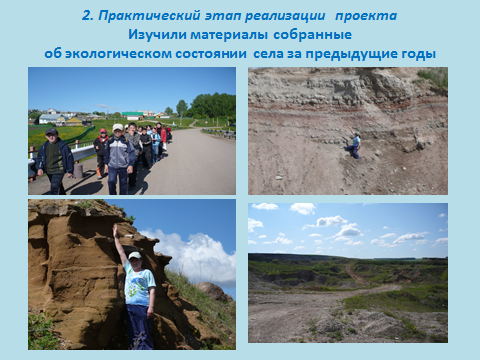 2. Практический этап реализации проекта
Изучили материалы собранные
об экологическом состоянии села за предыдущие годы